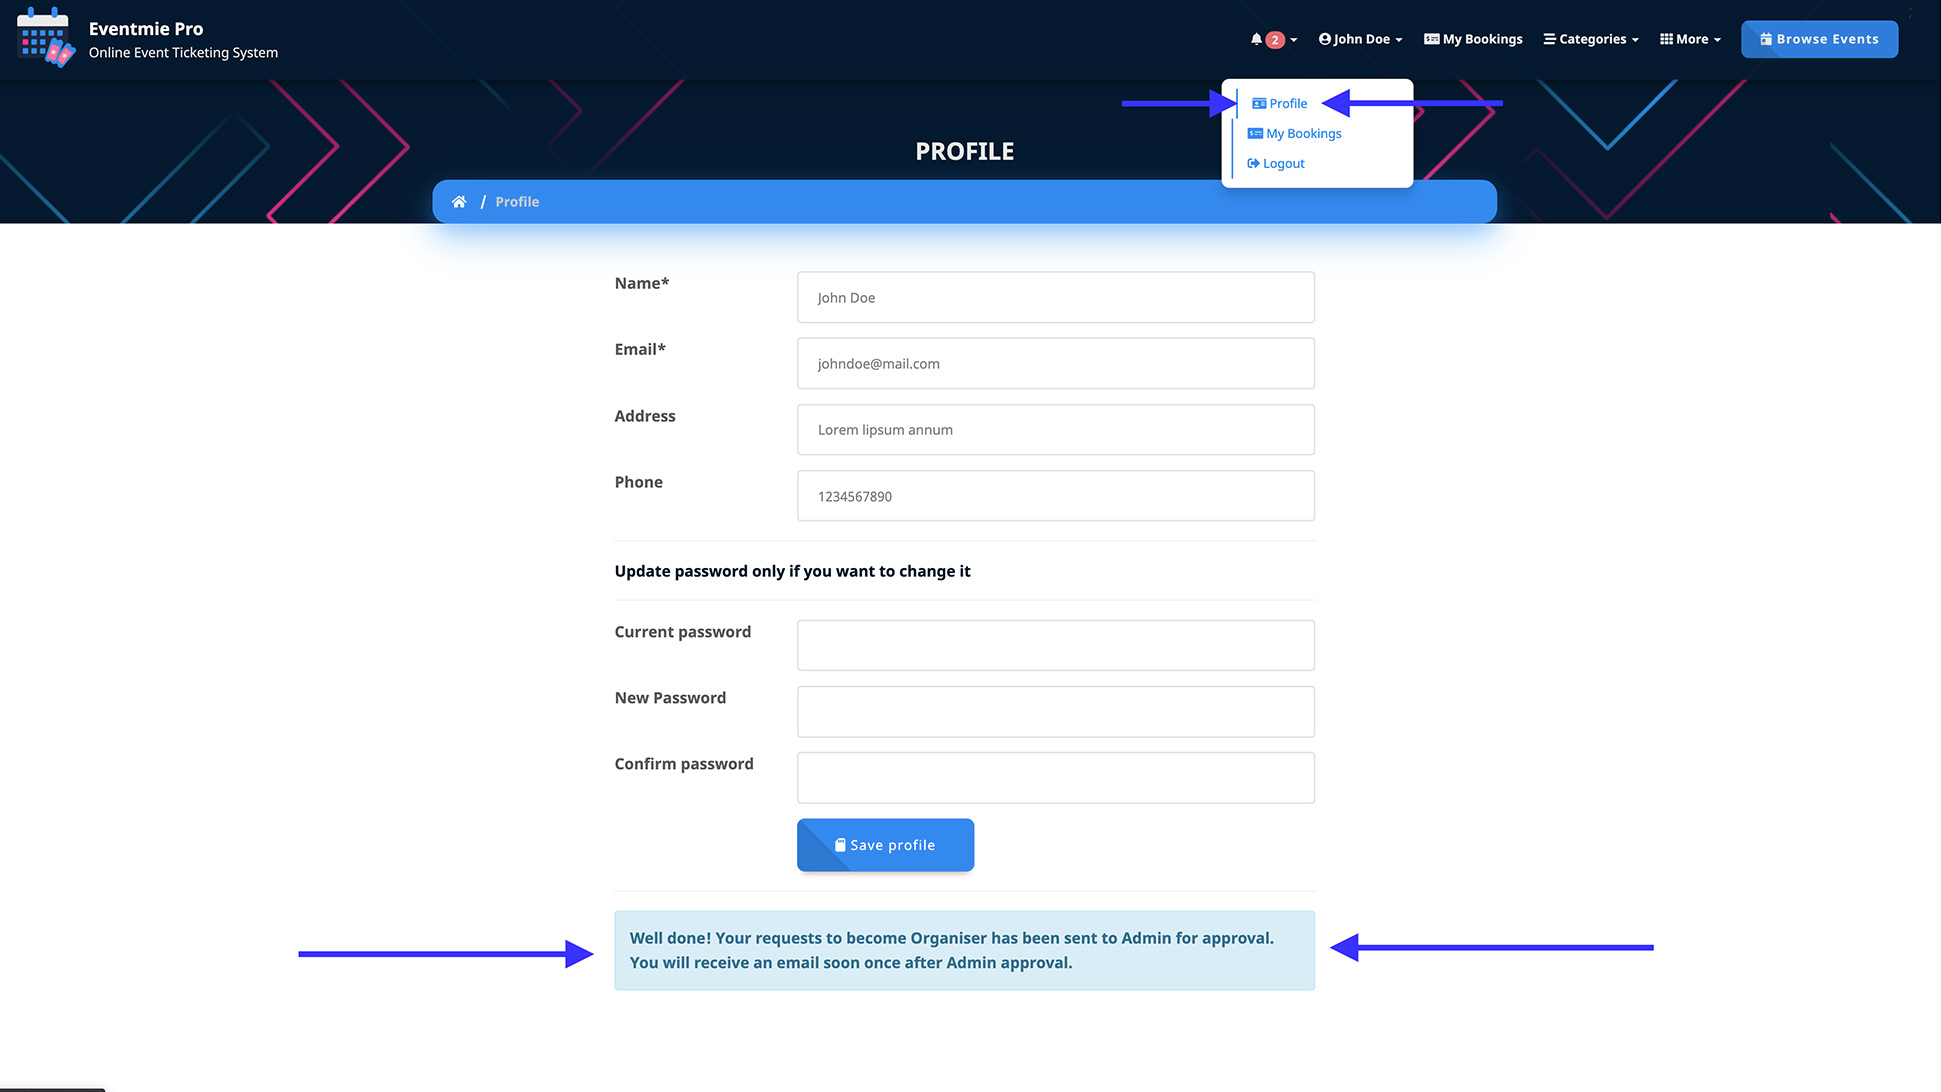 Eventmie Pro
Online Event Ticketing System
2
John Doe
My Bookings
Categories
More
Browse Events
Profile
My Bookings
Logout
PROFILE
/ Profile
Name*
John Doe
Email*
johndoe@mail.com
Address
Lorem lipsum annum
Phone
1234567890
Update password only if you want to change it
Current password
New Password
Confirm password
Save profile
Well done! Your requests to become Organiser has been sent to Admin for approval.
You will receive an email soon once after Admin approval.